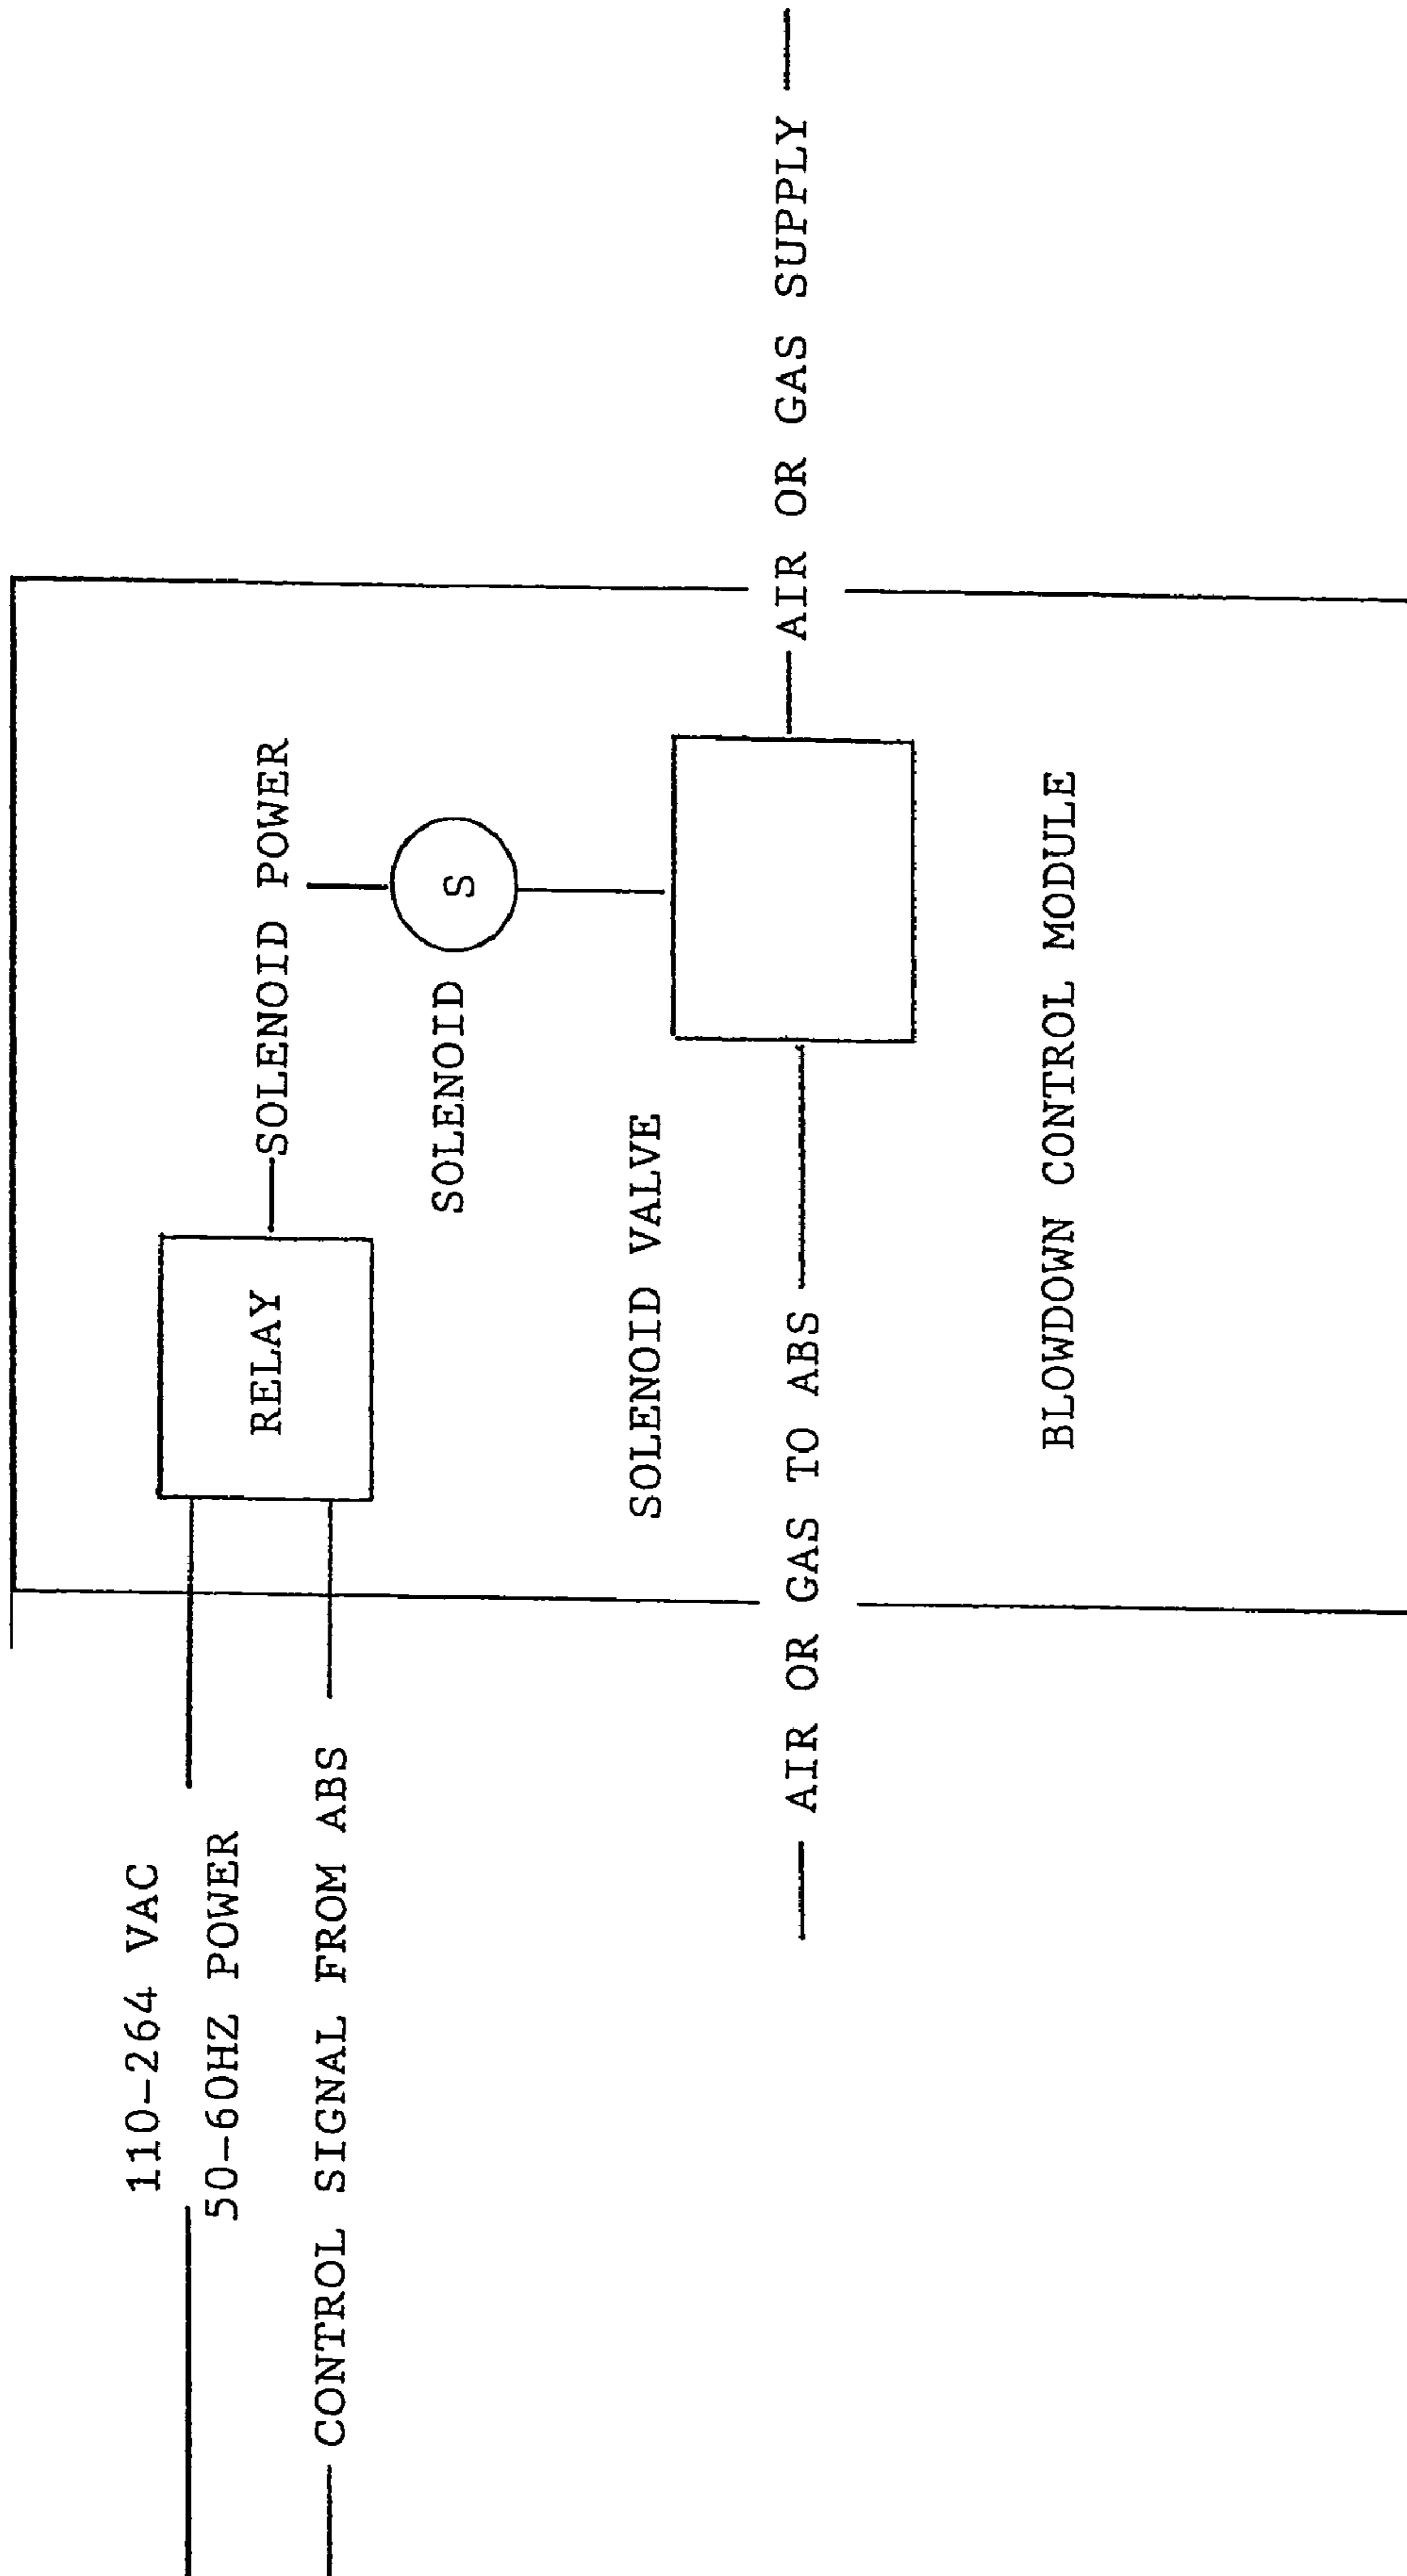 110-264 VAC
50-60HZ POWER
CONTROL SIGNAL FROM ABS
RELAY
SOLENOID POWER
SOLENOID
S
SOLENOID VALVE
AIR OR GAS TO ABS
AIR OR GAS SUPPLY
BLOWDOWN CONTROL MODULE